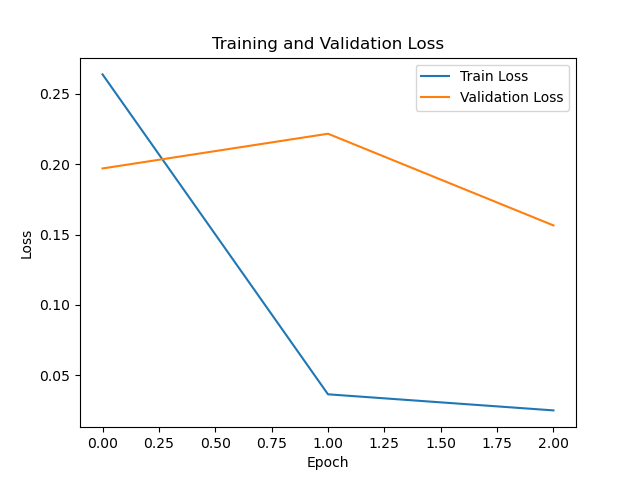 Training and Validation Loss
Train Loss
Validation Loss
0.25
0.20
0.15
0.10
0.05
Loss
0.00 0.25 0.50 0.75 1.00 1.25 1.50 1.75 2.00
Epoch